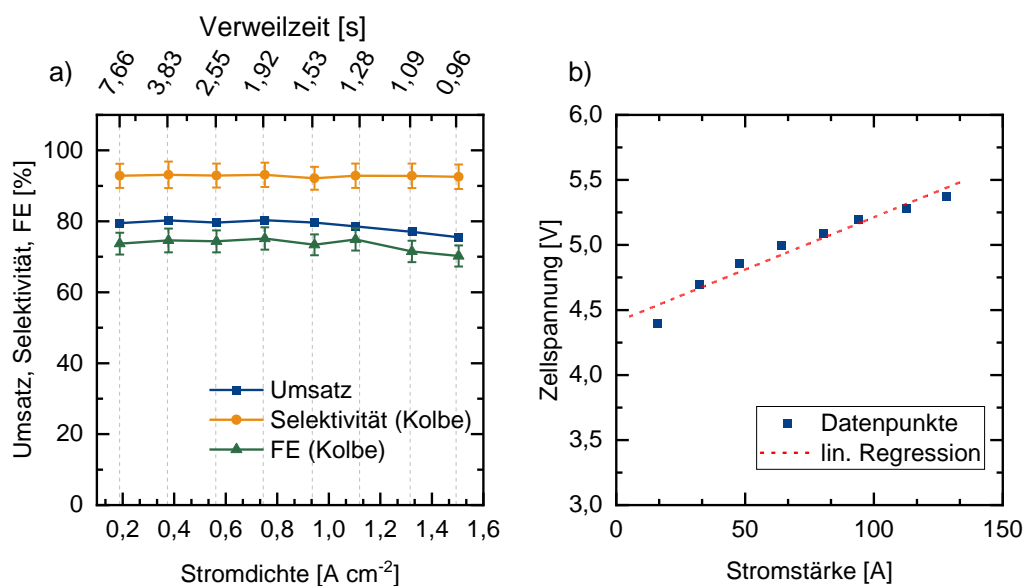 Verweilzeit [s]
a)
7,66 3,83 2,55 1,92 1,53 1,28 1,09 0,96
Umsatz, Selektivität, FE [%]
100
80
60
40
20
0
Umsatz
Selektivität (Kolbe)
FE (Kolbe)
0,2 0,4 0,6 0,8 1,0 1,2 1,4 1,6
Stromdichte [A cm-2]
b)
Zellspannung [V]
6,0
5,5
5,0
4,5
4,0
3,5
3,0
Datenpunkte
lin. Regression
0 50 100 150
Stromstärke [A]